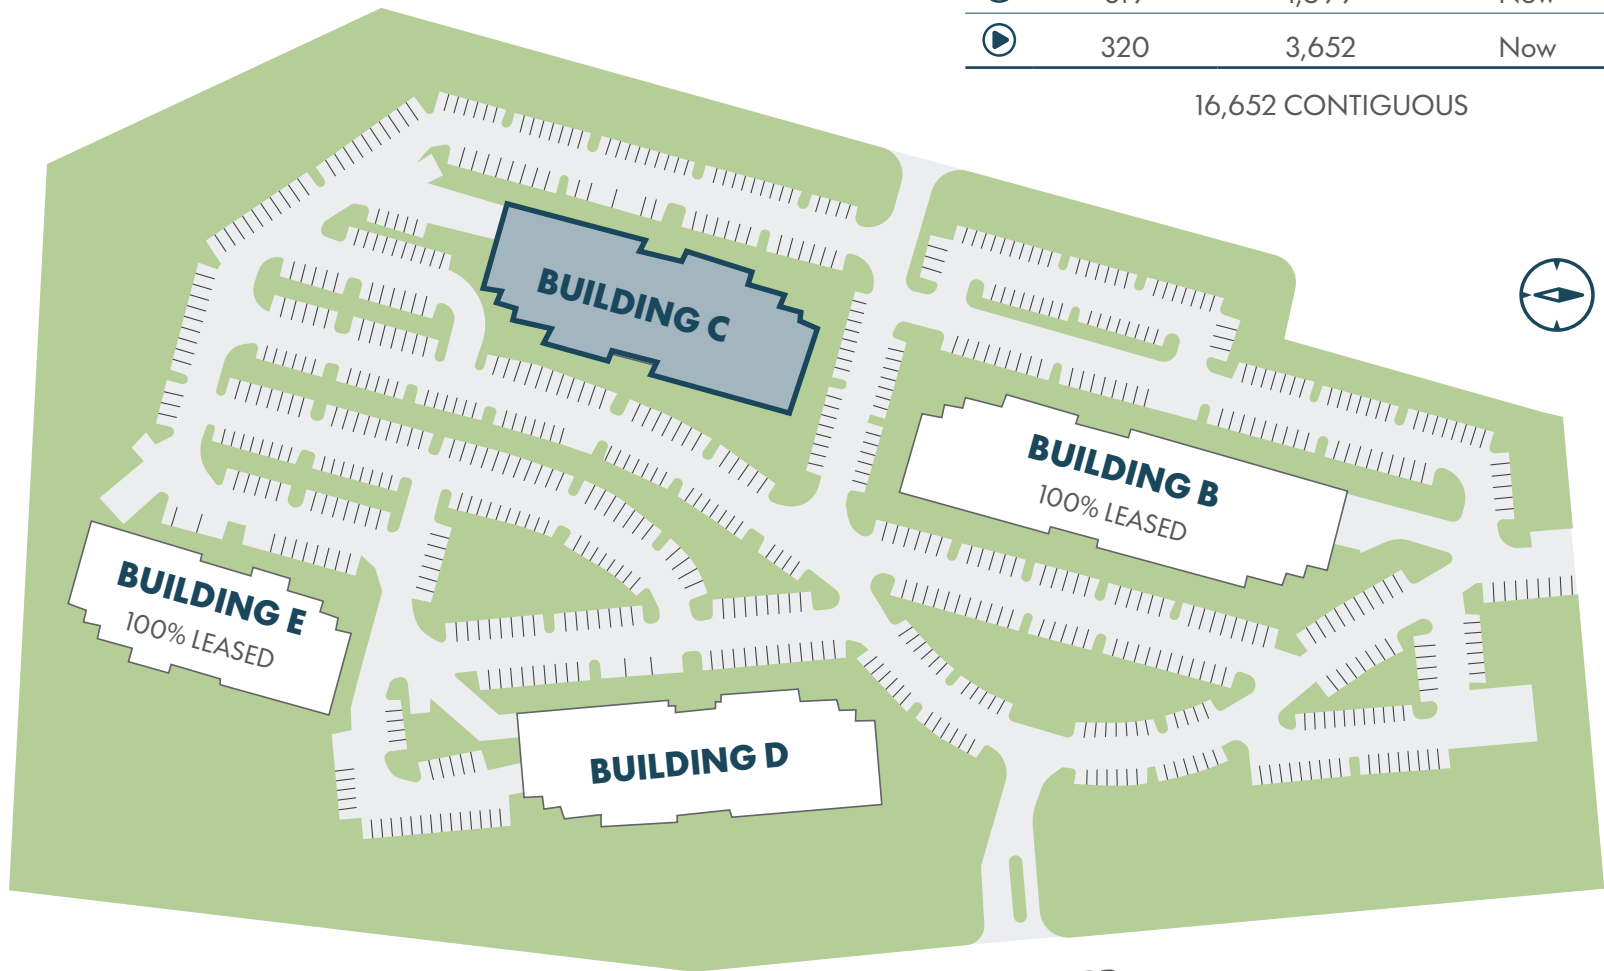 320 3,652 Now
16,652 CONTIGUOUS
BUILDING C
BUILDING B
100% LEASED
BUILDING E
100% LEASED
BUILDING D